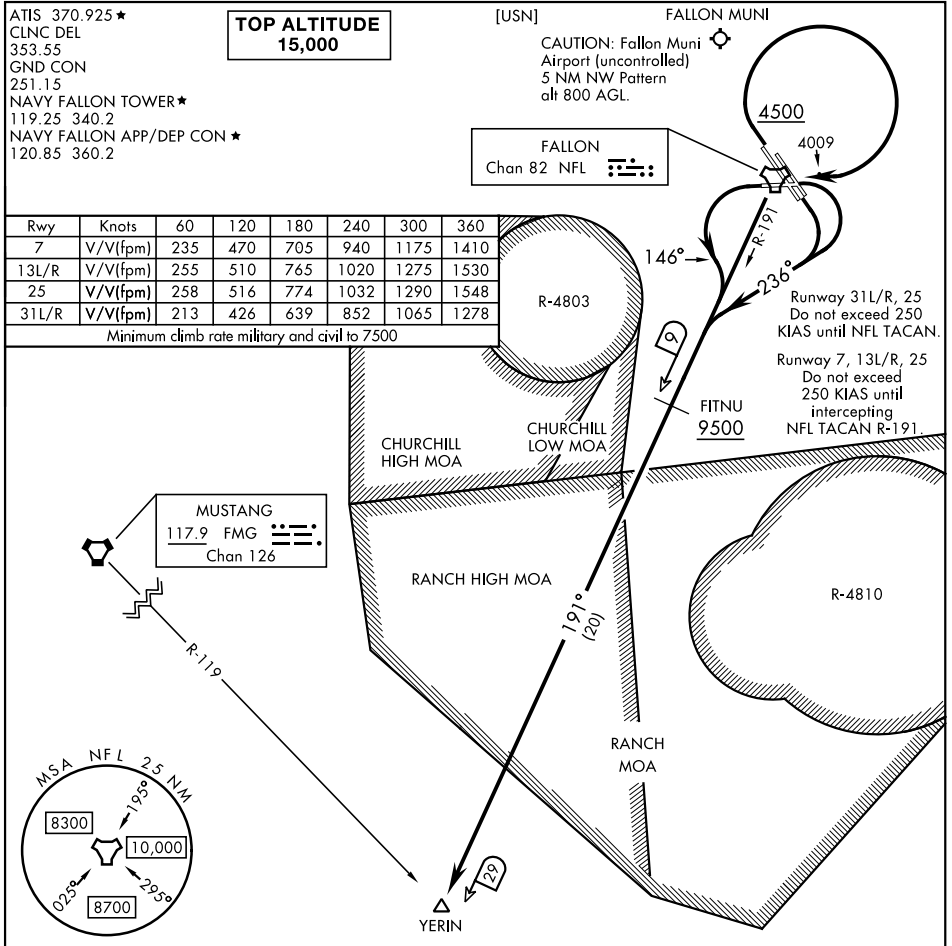 ATIS 370.925★
CLNC DEL
353.55
GND CON
251.15
NAVY FALLON TOWER★
119.25 340.2
NAVY FALLON APP/DEP CON ★
120.85 360.2
TOP ALTITUDE
15,000
[USN]
FALLON MUNI
CAUTION: Fallon Muni
Airport (uncontrolled)
5 NM NW Pattern
alt 800 AGL.
4500
4009
FALLON
Chan 82 NFL
Rwy Knots 60 120 180 240 300 360
7 V/V(fpm) 235 470 705 940 1175 1410
13L/R V/V(fpm) 255 510 765 1020 1275 1530
25 V/V(fpm) 258 516 774 1032 1290 1548
31L/R V/V(fpm) 213 426 639 852 1065 1278
Minimum climb rate military and civil to 7500
R-191
146°
236°
R-4803
Runway 31L/R, 25
Do not exceed 250
KIAS until NFL TACAN.
Runway 7, 13L/R, 25
Do not exceed
250 KIAS until
intercepting
NFL TACAN R-191.
9
FITNU
9500
CHURCHILL
HIGH MOA
CHURCHILL
LOW MOA
MUSTANG
117.9 FMG
Chan 126
RANCH HIGH MOA
R-4810
191°
(20)
R-119
RANCH
MOA
MSA NFL 25 NM
195°
8300
10,000
025°
295°
8700
29
YERIN